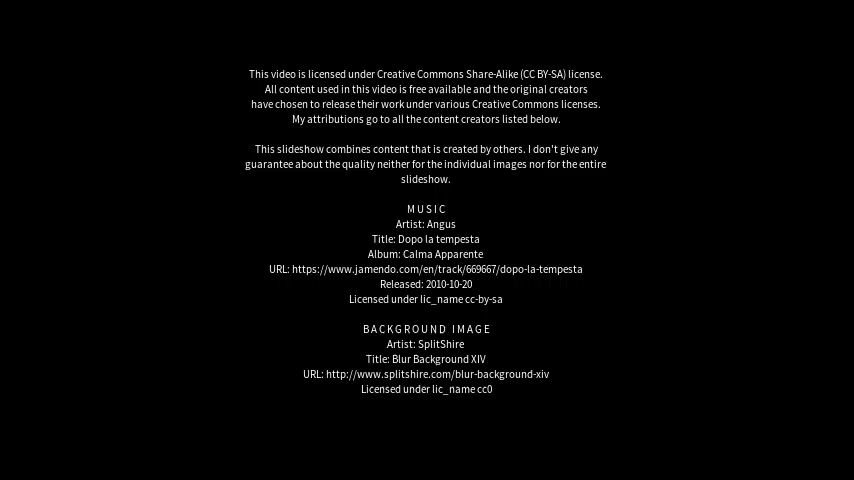 This video is licensed under Creative Commons Share-Alike (CC BY-SA) license.
All content used in this video is free available and the original creators
have chosen to release their work under various Creative Commons licenses.
My attributions go to all the content creators listed below.
This slideshow combines content that is created by others. I don't give any
guarantee about the quality neither for the individual images nor for the entire
slideshow.
MUSIC
Artist: Angus
Title: Dopo la tempesta
Album: Calma Apparente
URL: https://www.jamendo.com/en/track/669667/dopo-la-tempesta
Released: 2010-10-20
Licensed under lic_name cc-by-sa
BACKGROUND IMAGE
Artist: SplitShire
Title: Blur Background XIV
URL: http://www.splitshire.com/blur-background-xiv
Licensed under lic_name cc0